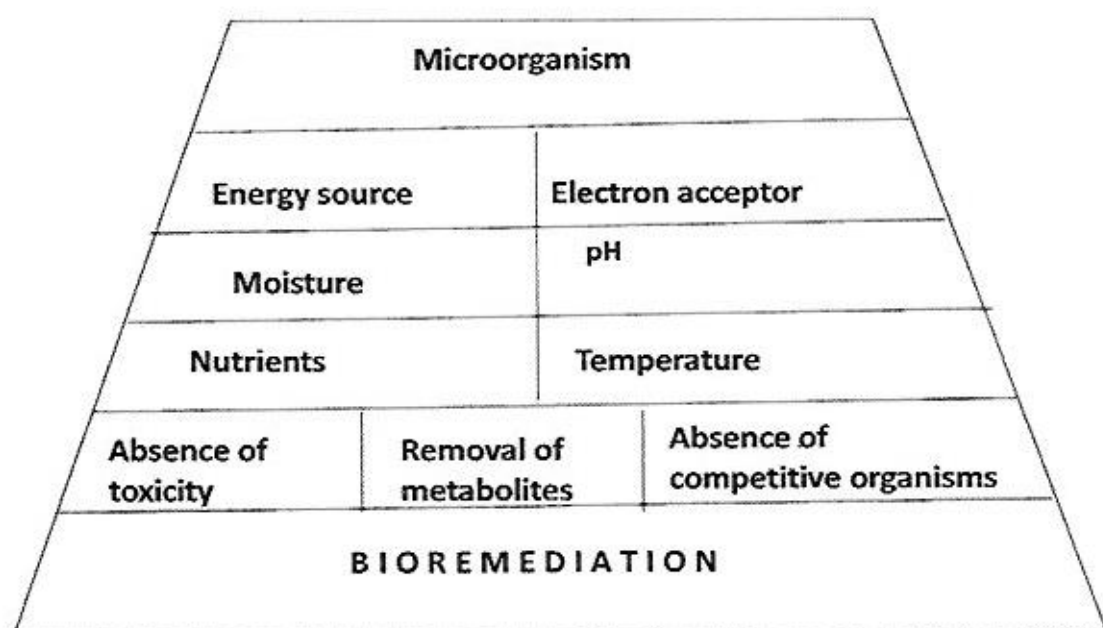 Microorganism
Energy source
Electron acceptor
Moisture
pH
Nutrients
Temperature
Absence of
toxicity
Removal of
metabolites
Absence of
competitive organisms
BIOREMEDIATION